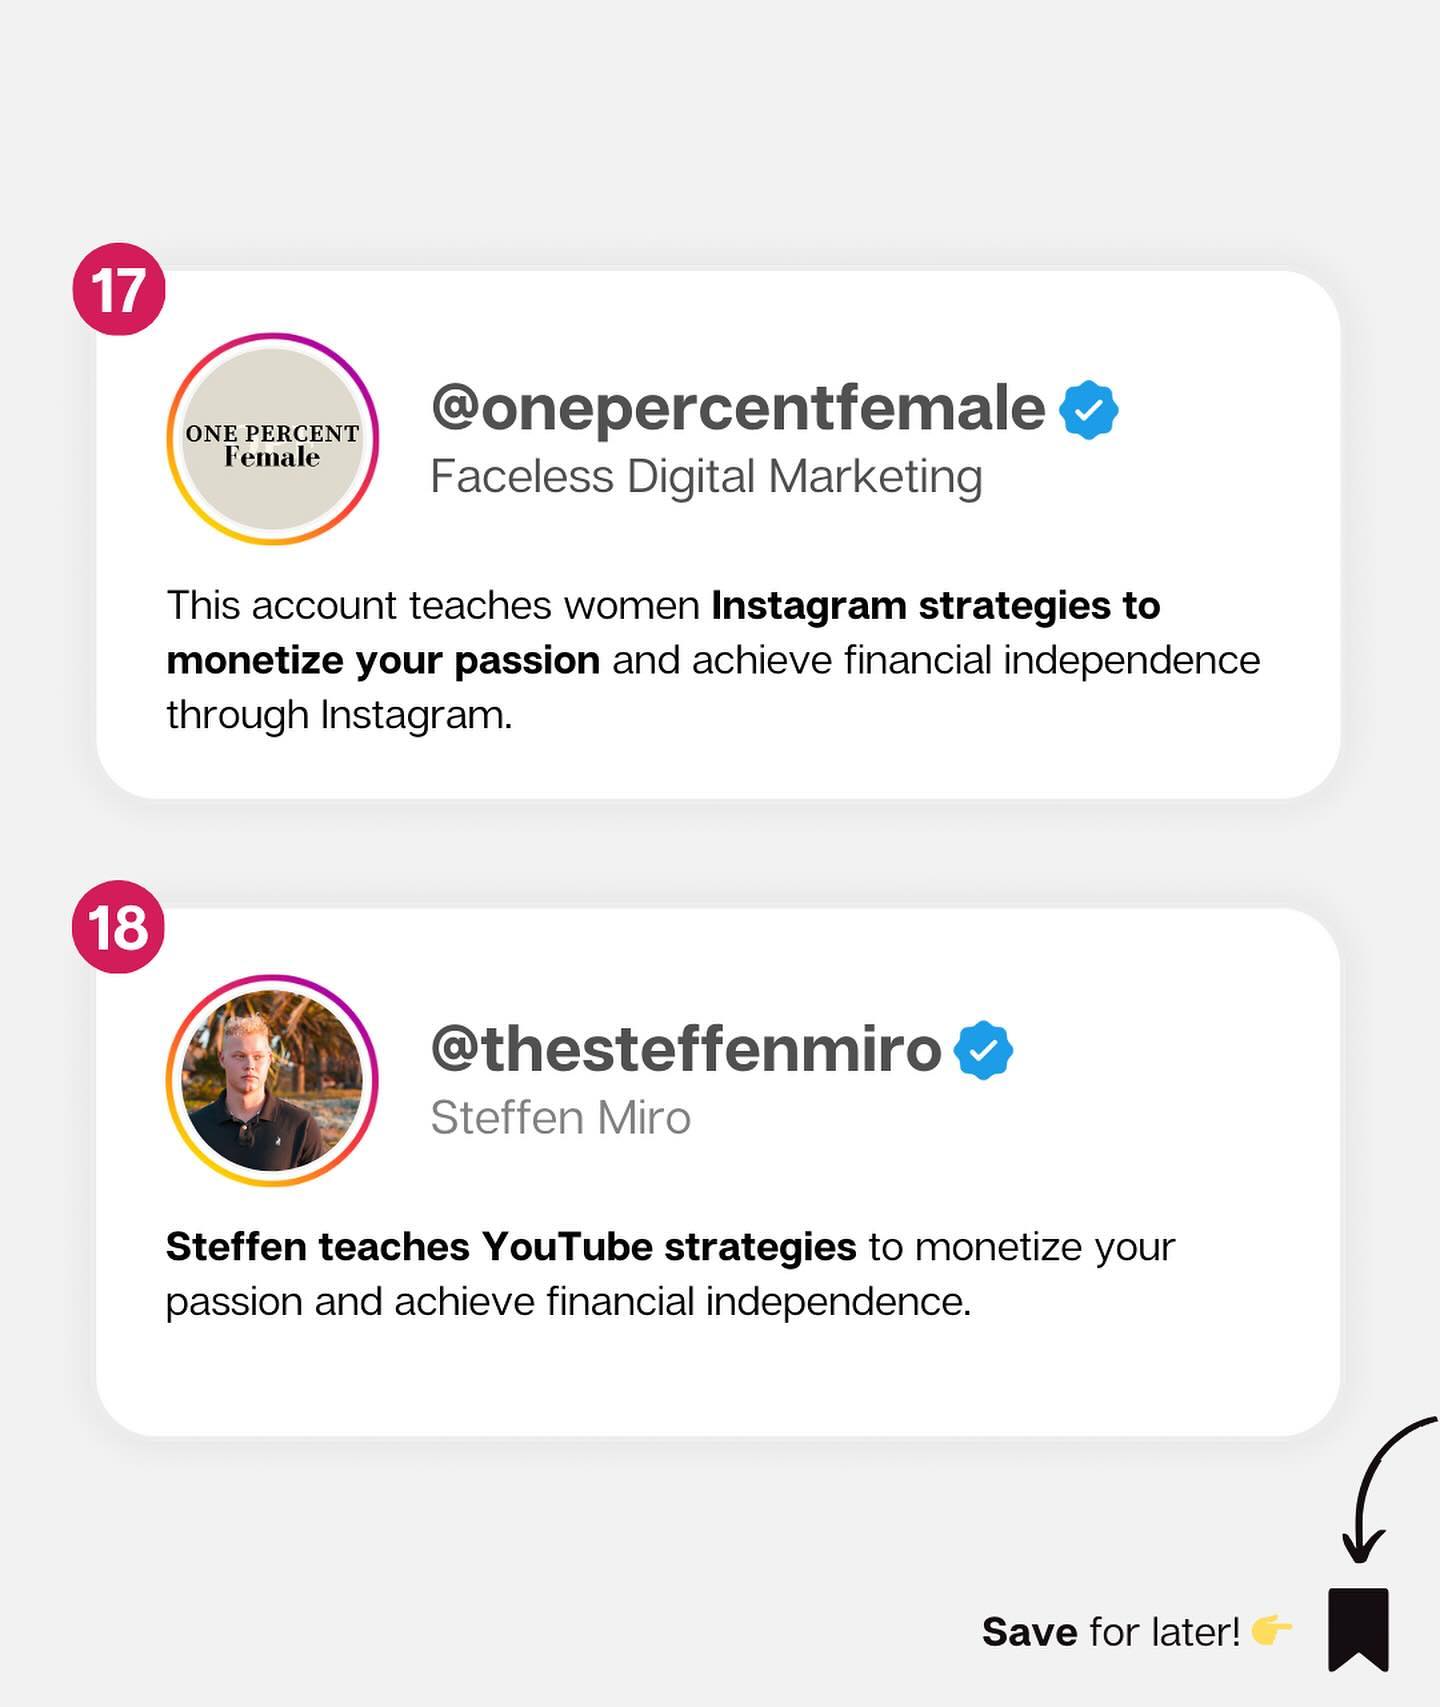 17
ONE PERCENT
Female
@onepercentfemale
Faceless Digital Marketing
This account teaches women Instagram strategies to
monetize your passion and achieve financial independence
through Instagram.
18
@thesteffenmiro
Steffen Miro
Steffen teaches YouTube strategies to monetize your
passion and achieve financial independence.
Save for later! 👉